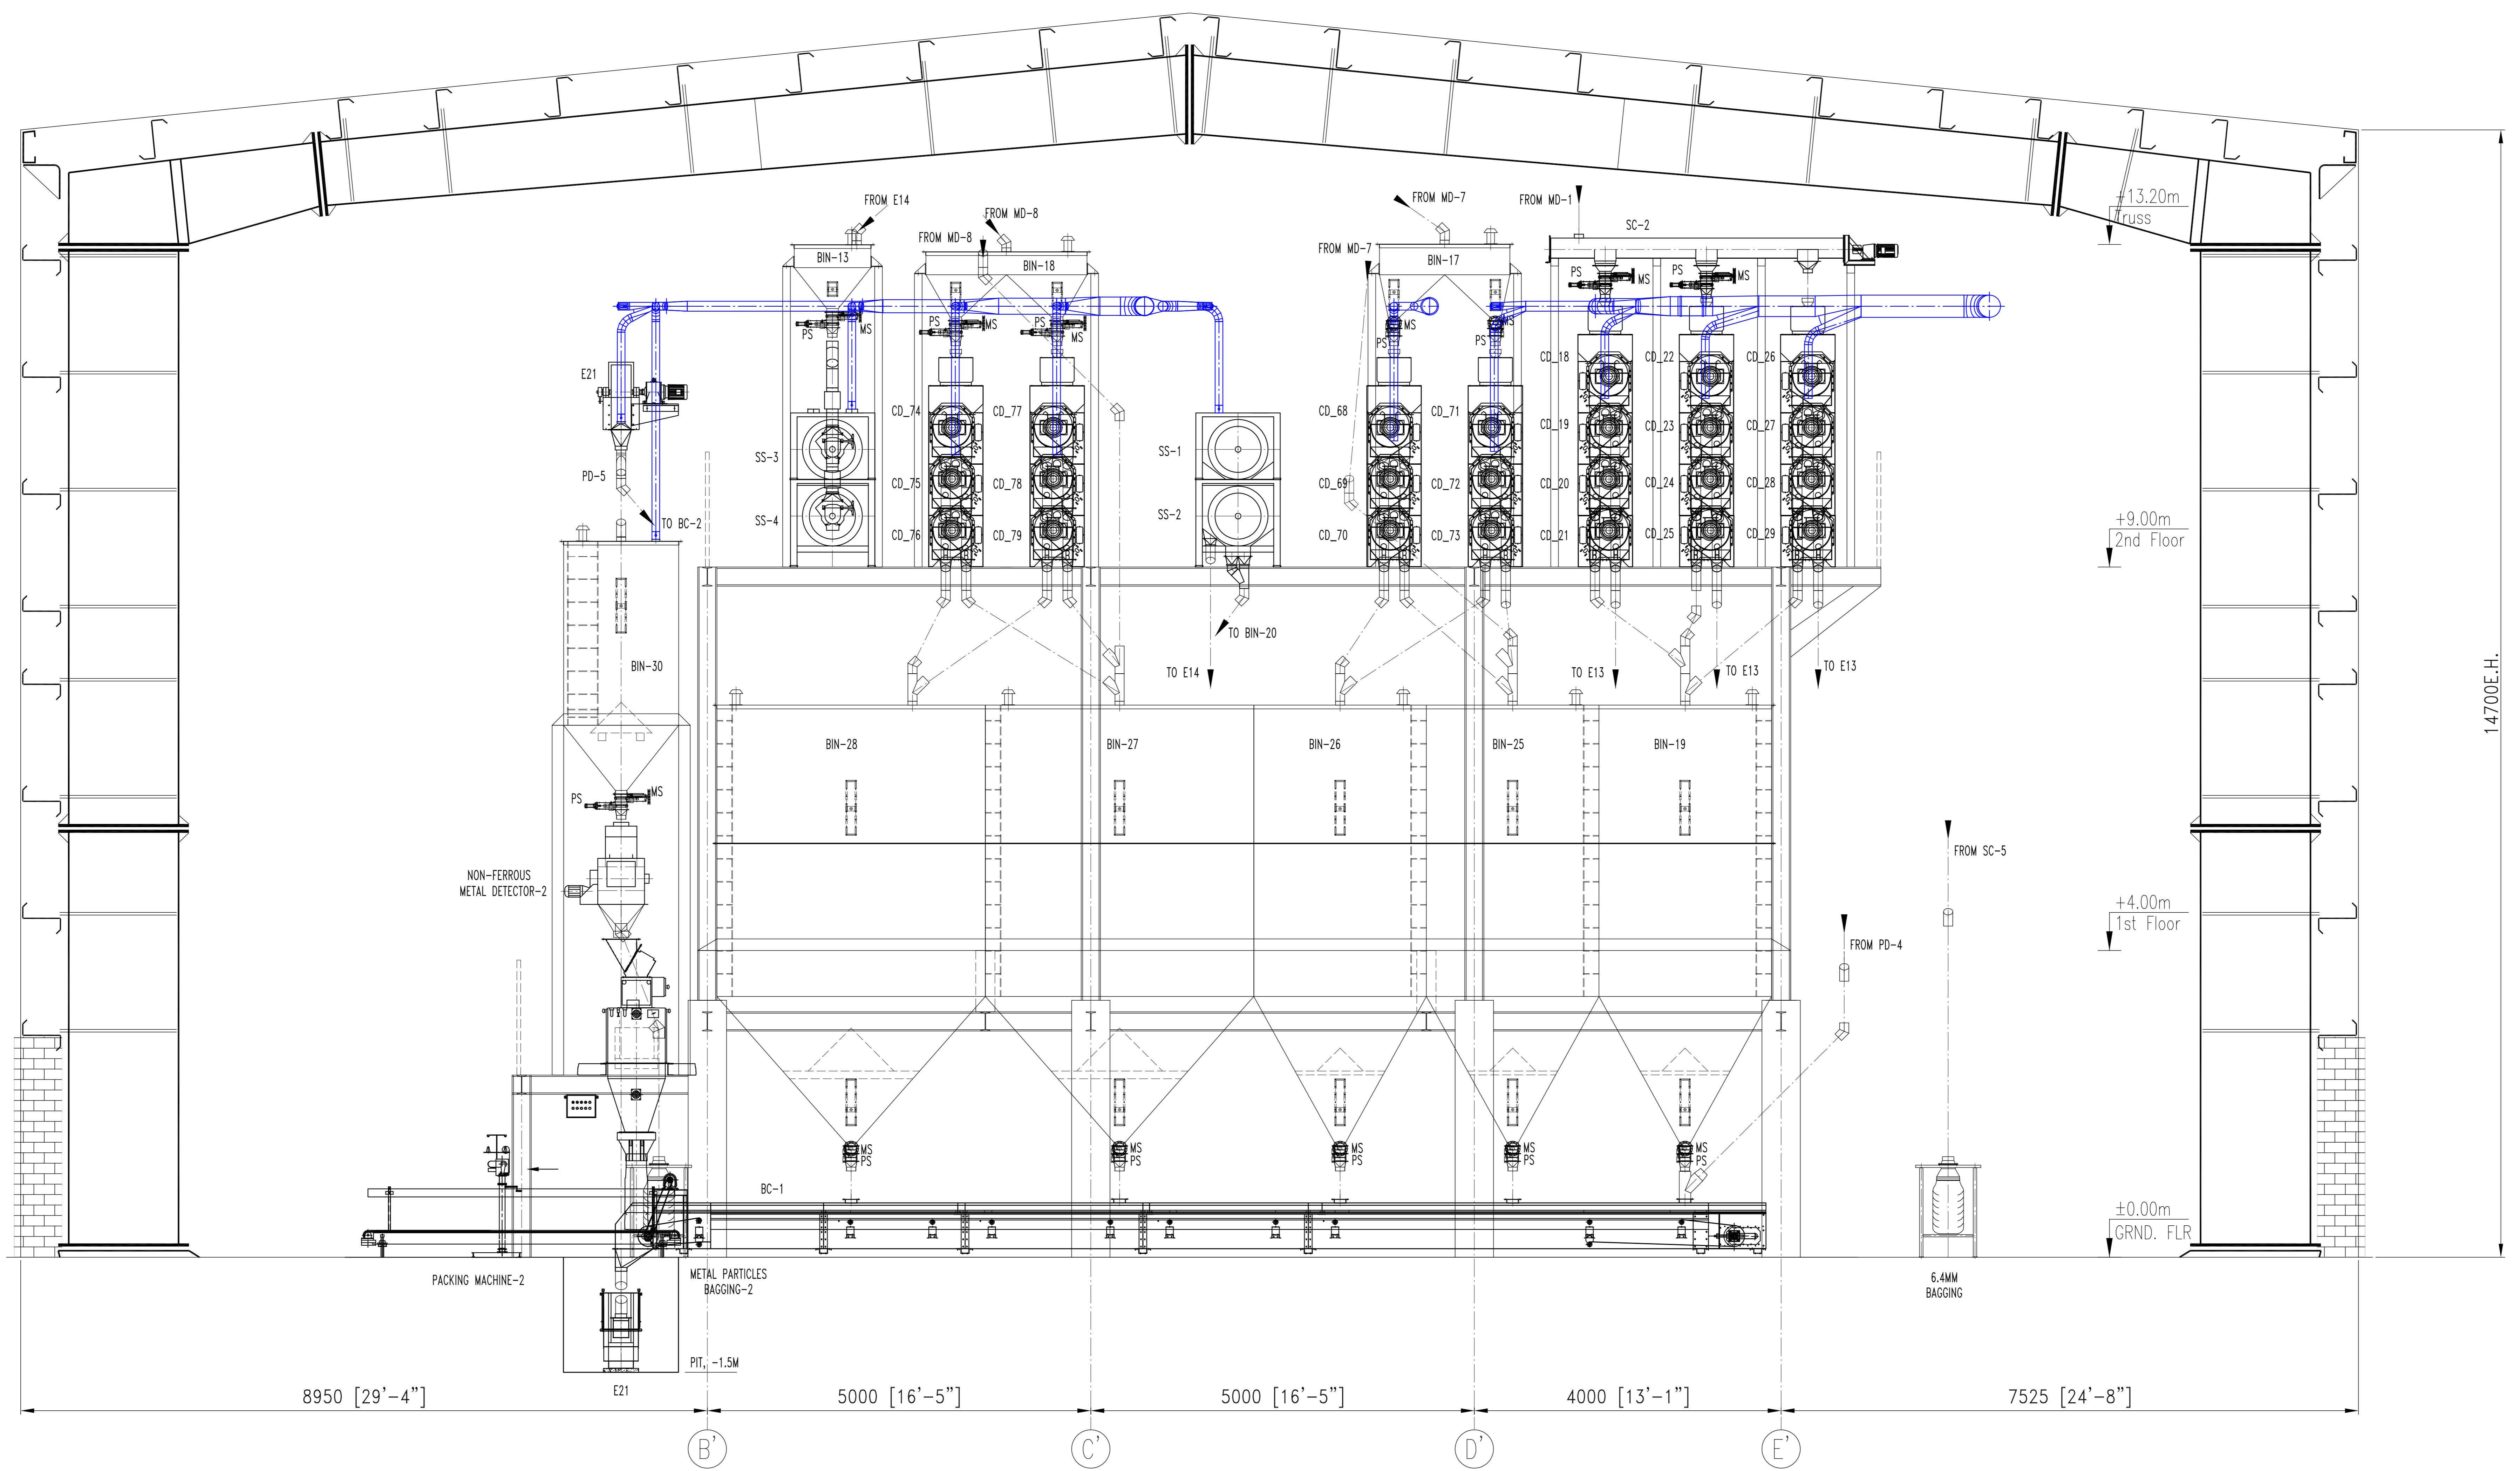 +13.20m
Truss
FROM E14
FROM MD-8
FROM MD-8
FROM MD-7
FROM MD-7
FROM MD-1
SC-2
BIN-13
BIN-18
BIN-17
PS
MS
PS
MS
PS
MS
PS
MS
PS
MS
PS
MS
PS
MS
E21
CD_18
CD_22
CD_26
CD_74
CD_77
CD_68
CD_71
CD_19
CD_23
CD_27
SS-3
SS-1
PD-5
CD_75
CD_78
CD_69
CD_72
CD_20
CD_24
CD_28
SS-4
SS-2
TO BC-2
CD_76
CD_79
CD_70
CD_73
CD_21
CD_25
CD_29
+9.00m
2nd Floor
TO BIN-20
BIN-30
TO E14
TO E13
TO E13
TO E13
14700E.H.
BIN-28
BIN-27
BIN-26
BIN-25
BIN-19
PS
MS
FROM SC-5
NON-FERROUS
METAL DETECTOR-2
+4.00m
1st Floor
FROM PD-4
MS
PS
MS
PS
MS
PS
MS
PS
MS
PS
BC-1
±0.00m
GRND. FLR
PACKING MACHINE-2
METAL PARTICLES
BAGGING-2
6.4MM
BAGGING
PIT, -1.5M
E21
8950 [29'-4"]
5000 [16'-5"]
5000 [16'-5"]
4000 [13'-1"]
7525 [24'-8"]
B'
C'
D'
E'